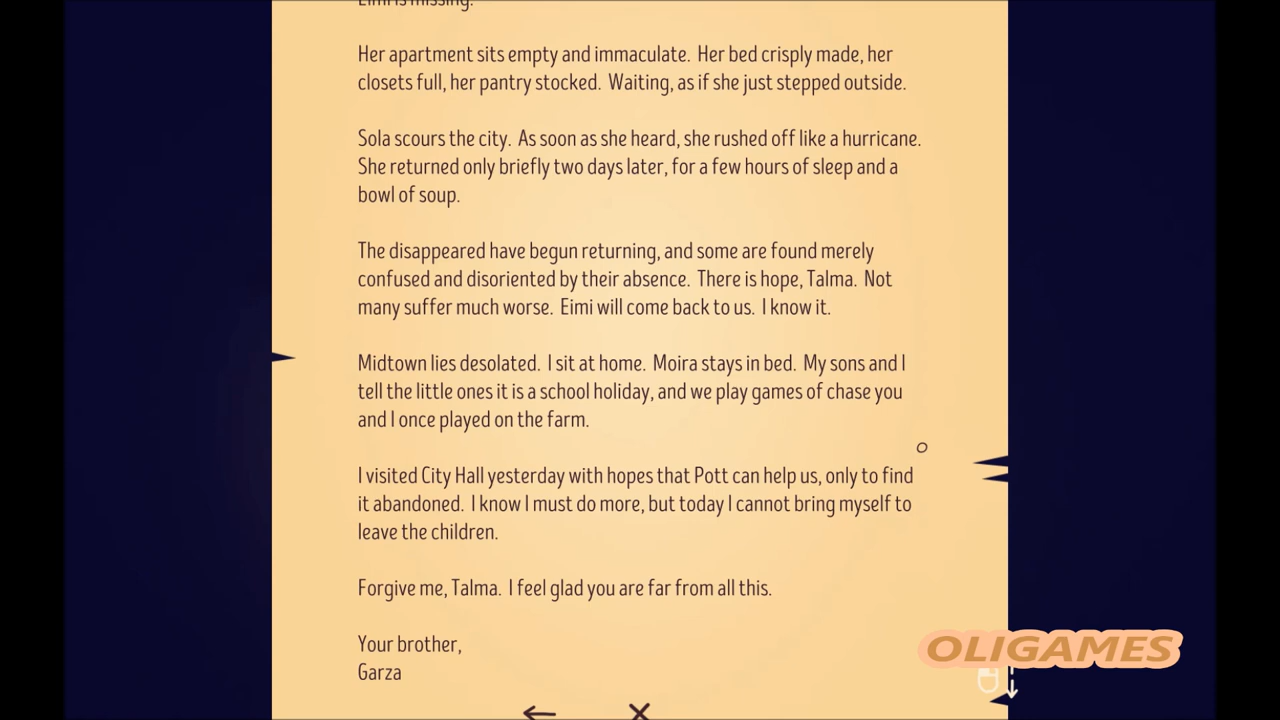 Eimi is missing.
Her apartment sits empty and immaculate. Her bed crisply made, her
closets full, her pantry stocked. Waiting, as if she just stepped outside.
Sola scours the city. As soon as she heard, she rushed off like a hurricane.
She returned only briefly two days later, for a few hours of sleep and a
bowl of soup.
The disappeared have begun returning, and some are found merely
confused and disoriented by their absence. There is hope, Talma. Not
many suffer much worse. Eimi will come back to us. I know it.
Midtown lies desolated. I sit at home. Moira stays in bed. My sons and I
tell the little ones it is a school holiday, and we play games of chase you
and I once played on the farm.
I visited City Hall yesterday with hopes that Pott can help us, only to find
it abandoned. I know I must do more, but today I cannot bring myself to
leave the children.
Forgive me, Talma. I feel glad you are far from all this.
Your brother,
Garza
OLIGAMES